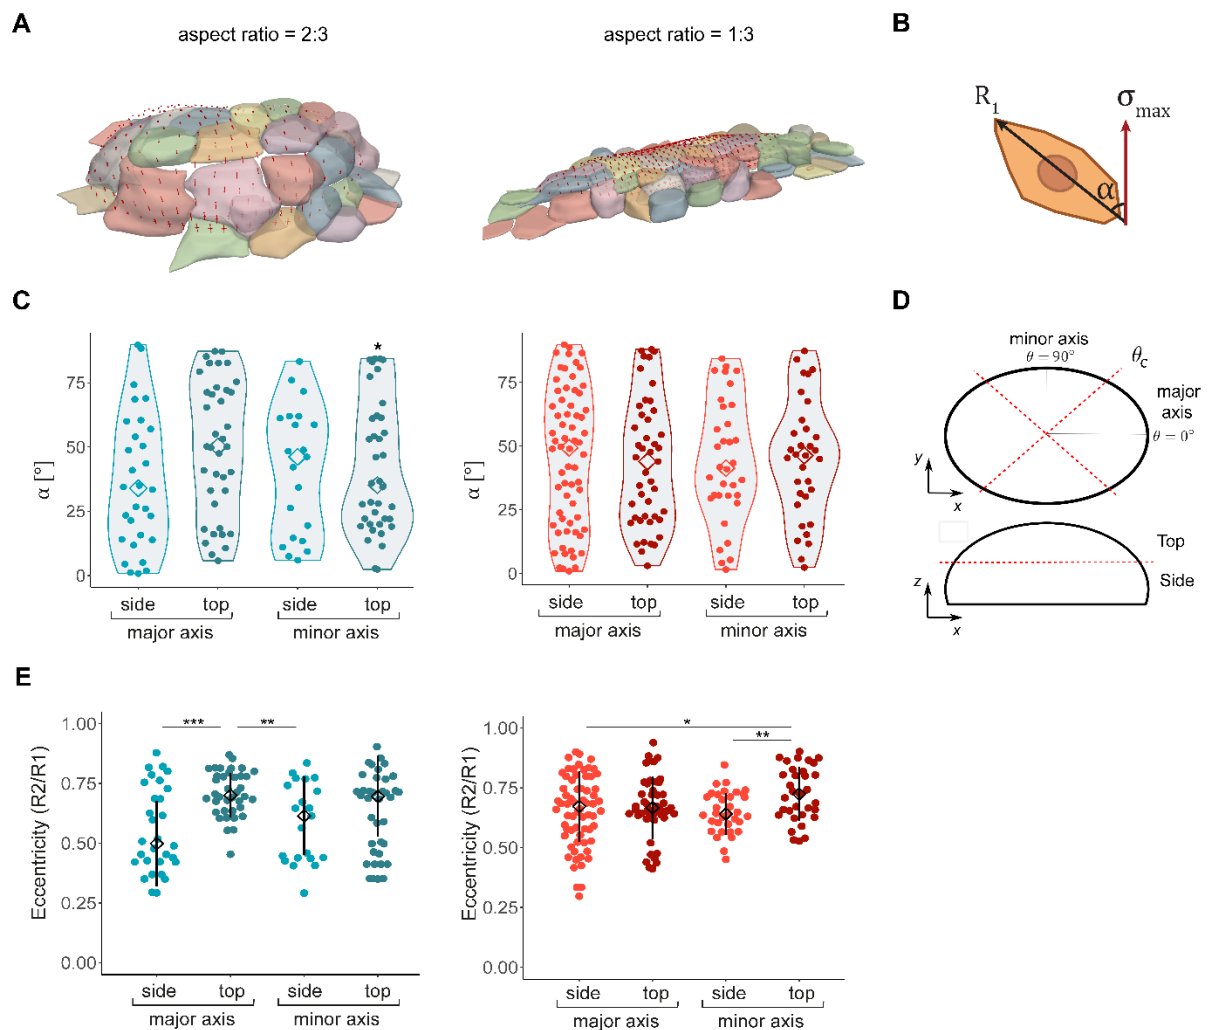 A
aspect ratio = 2:3
aspect ratio = 1:3
B
R1
σmax
α
C
α [°]
75
50
25
0
*
side
top
side
top
major axis
minor axis
α [°]
75
50
25
0
side
top
side
top
major axis
minor axis
D
minor axis
θ = 90°
θc
major
axis
θ = 0°
y
x
Top
Side
z
x
E
Eccentricity (R2/R1)
1.00
0.75
0.50
0.25
0.00
***
**
side
top
side
top
major axis
minor axis
Eccentricity (R2/R1)
1.00
0.75
0.50
0.25
0.00
*
**
side
top
side
top
major axis
minor axis